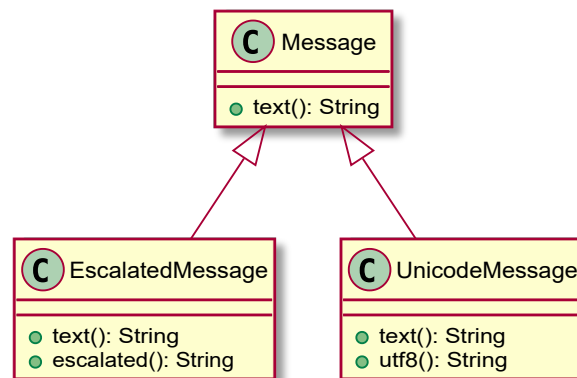 C Message
text(): String
C EscalatedMessage
text(): String
escalated(): String
C UnicodeMessage
text(): String
utf8(): String